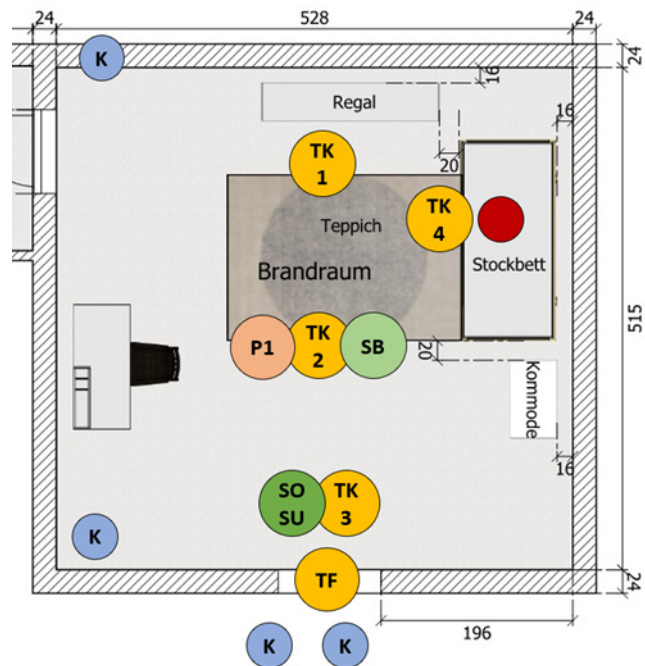 24
528
24
K
24
16
Regal
16
TK
1
20
TK
4
Teppich
Stockbett
Brandraum
515
P1
TK
2
SB
20
Kommode
16
SO
SU
TK
3
K
TF
24
196
K
K